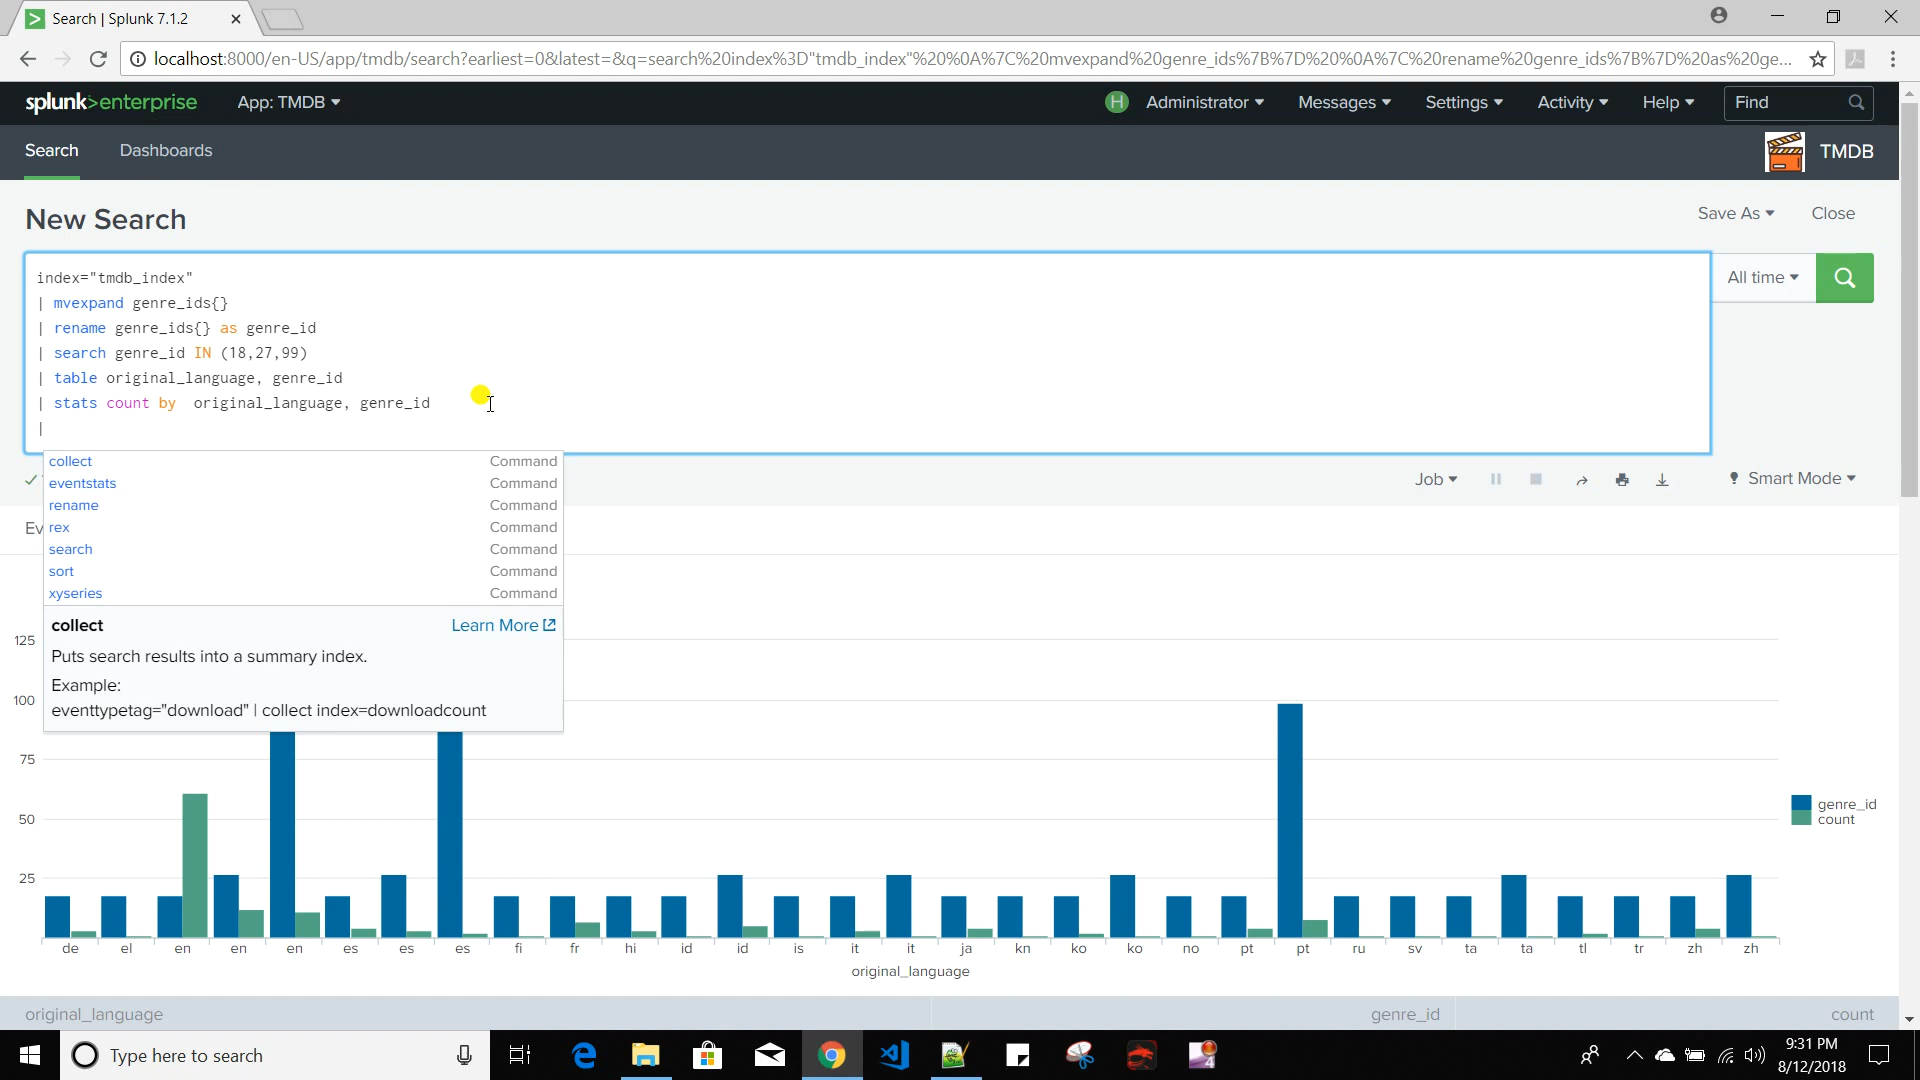 Search | Splunk 7.1.2
localhost:8000/en-US/app/tmdb/search?earliest=0&latest=&q=search%20index%3D"tmdb_index"%20%0A%7C%20mvexpand%20genre_ids%7B%7D%20%0A%7C%20rename%20genre_ids%7B%7D%20as%20ge...
splunk>enterprise App: TMDB H Administrator Messages Settings Activity Help Find
Search Dashboards TMDB
New Search Save As Close
index="tmdb_index" All time
| mvexpand genre_ids{}
| rename genre_ids{} as genre_id
| search genre_id IN (18,27,99)
| table original_language, genre_id
| stats count by  original_language, genre_id
|
collect Command
Job Smart Mode
eventstats Command
rename Command
Ev
rex Command
search Command
sort Command
xyseries Command
collect Learn More
Puts search results into a summary index.
Example:
eventtypetag="download" | collect index=downloadcount
125
100
75
50
25
genre_id
count
de el en en en es es es fi fr hi id id is it it ja kn ko ko no pt pt ru sv ta ta tl tr zh zh
original_language
original_language genre_id count
Type here to search
4
9:31 PM
8/12/2018